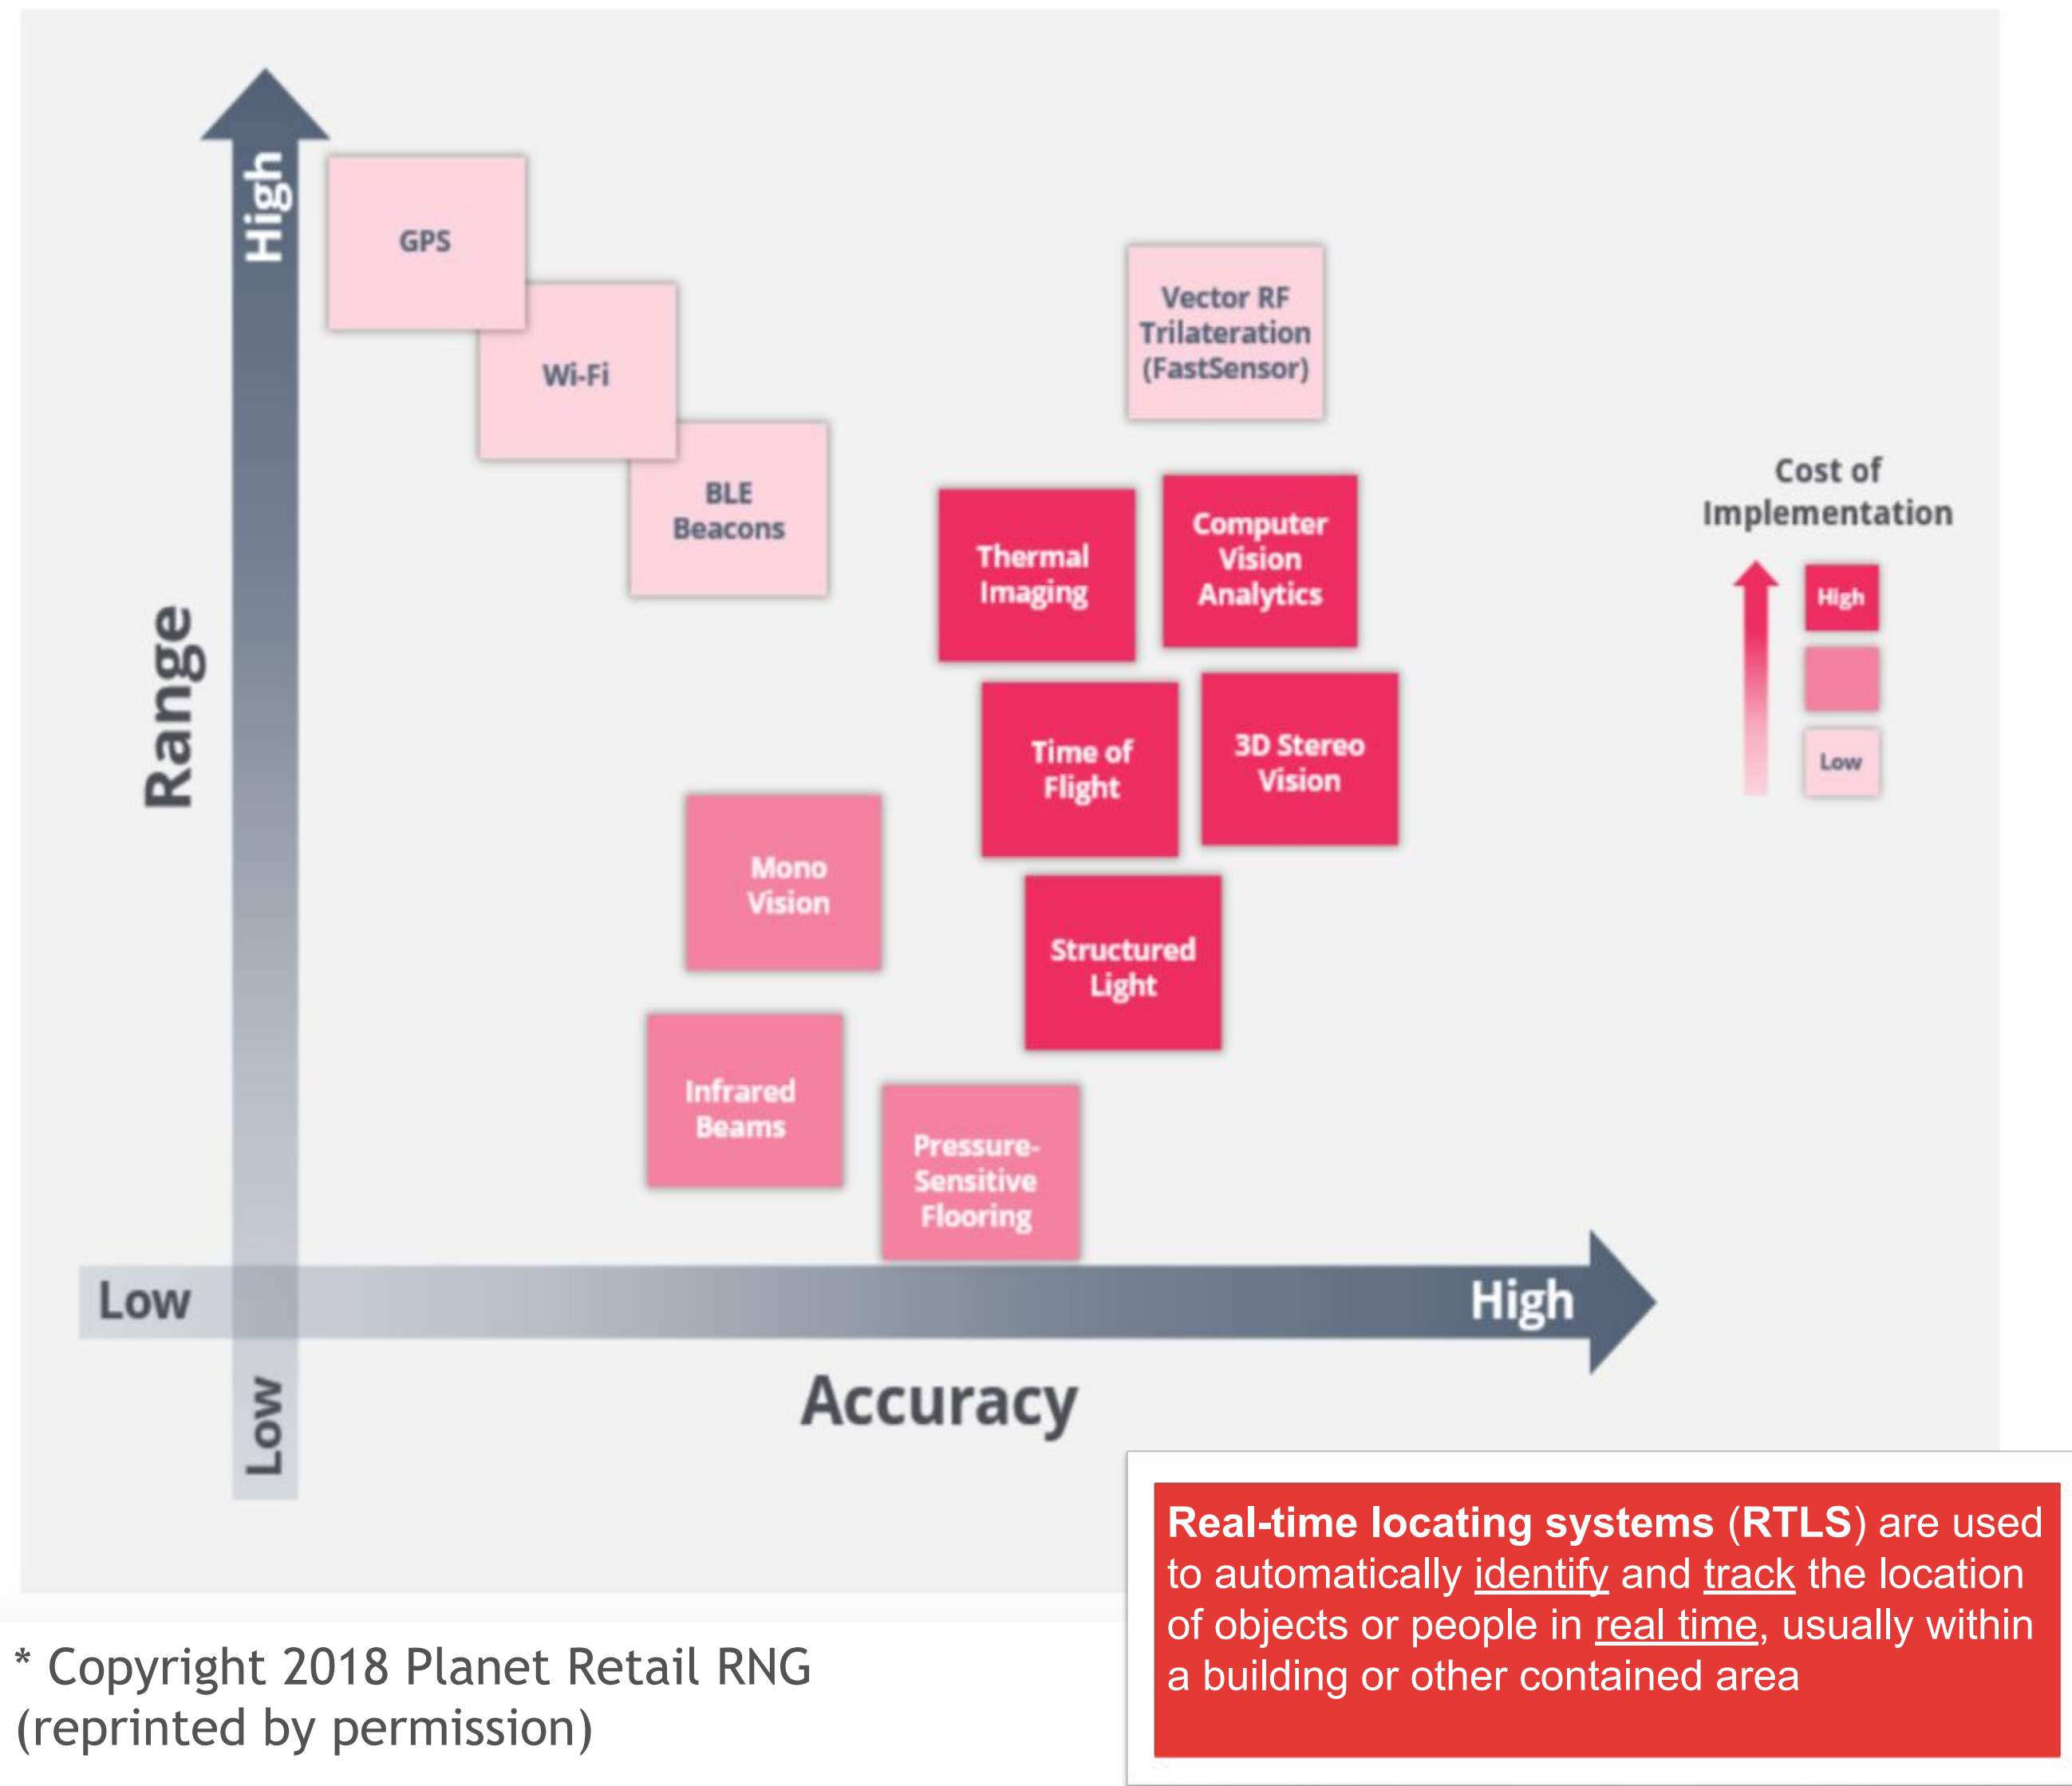 High
GPS
Wi-Fi
BLE
Beacons
Vector RF
Trilateration
(FastSensor)
Thermal
Imaging
Computer
Vision
Analytics
Cost of
Implementation
High
Low
Range
Time of
Flight
3D Stereo
Vision
Mono
Vision
Structured
Light
Infrared
Beams
Pressure-
Sensitive
Flooring
Low
High
Low
Accuracy
Real-time locating systems (RTLS) are used
to automatically identify and track the location
of objects or people in real time, usually within
a building or other contained area
* Copyright 2018 Planet Retail RNG
(reprinted by permission)